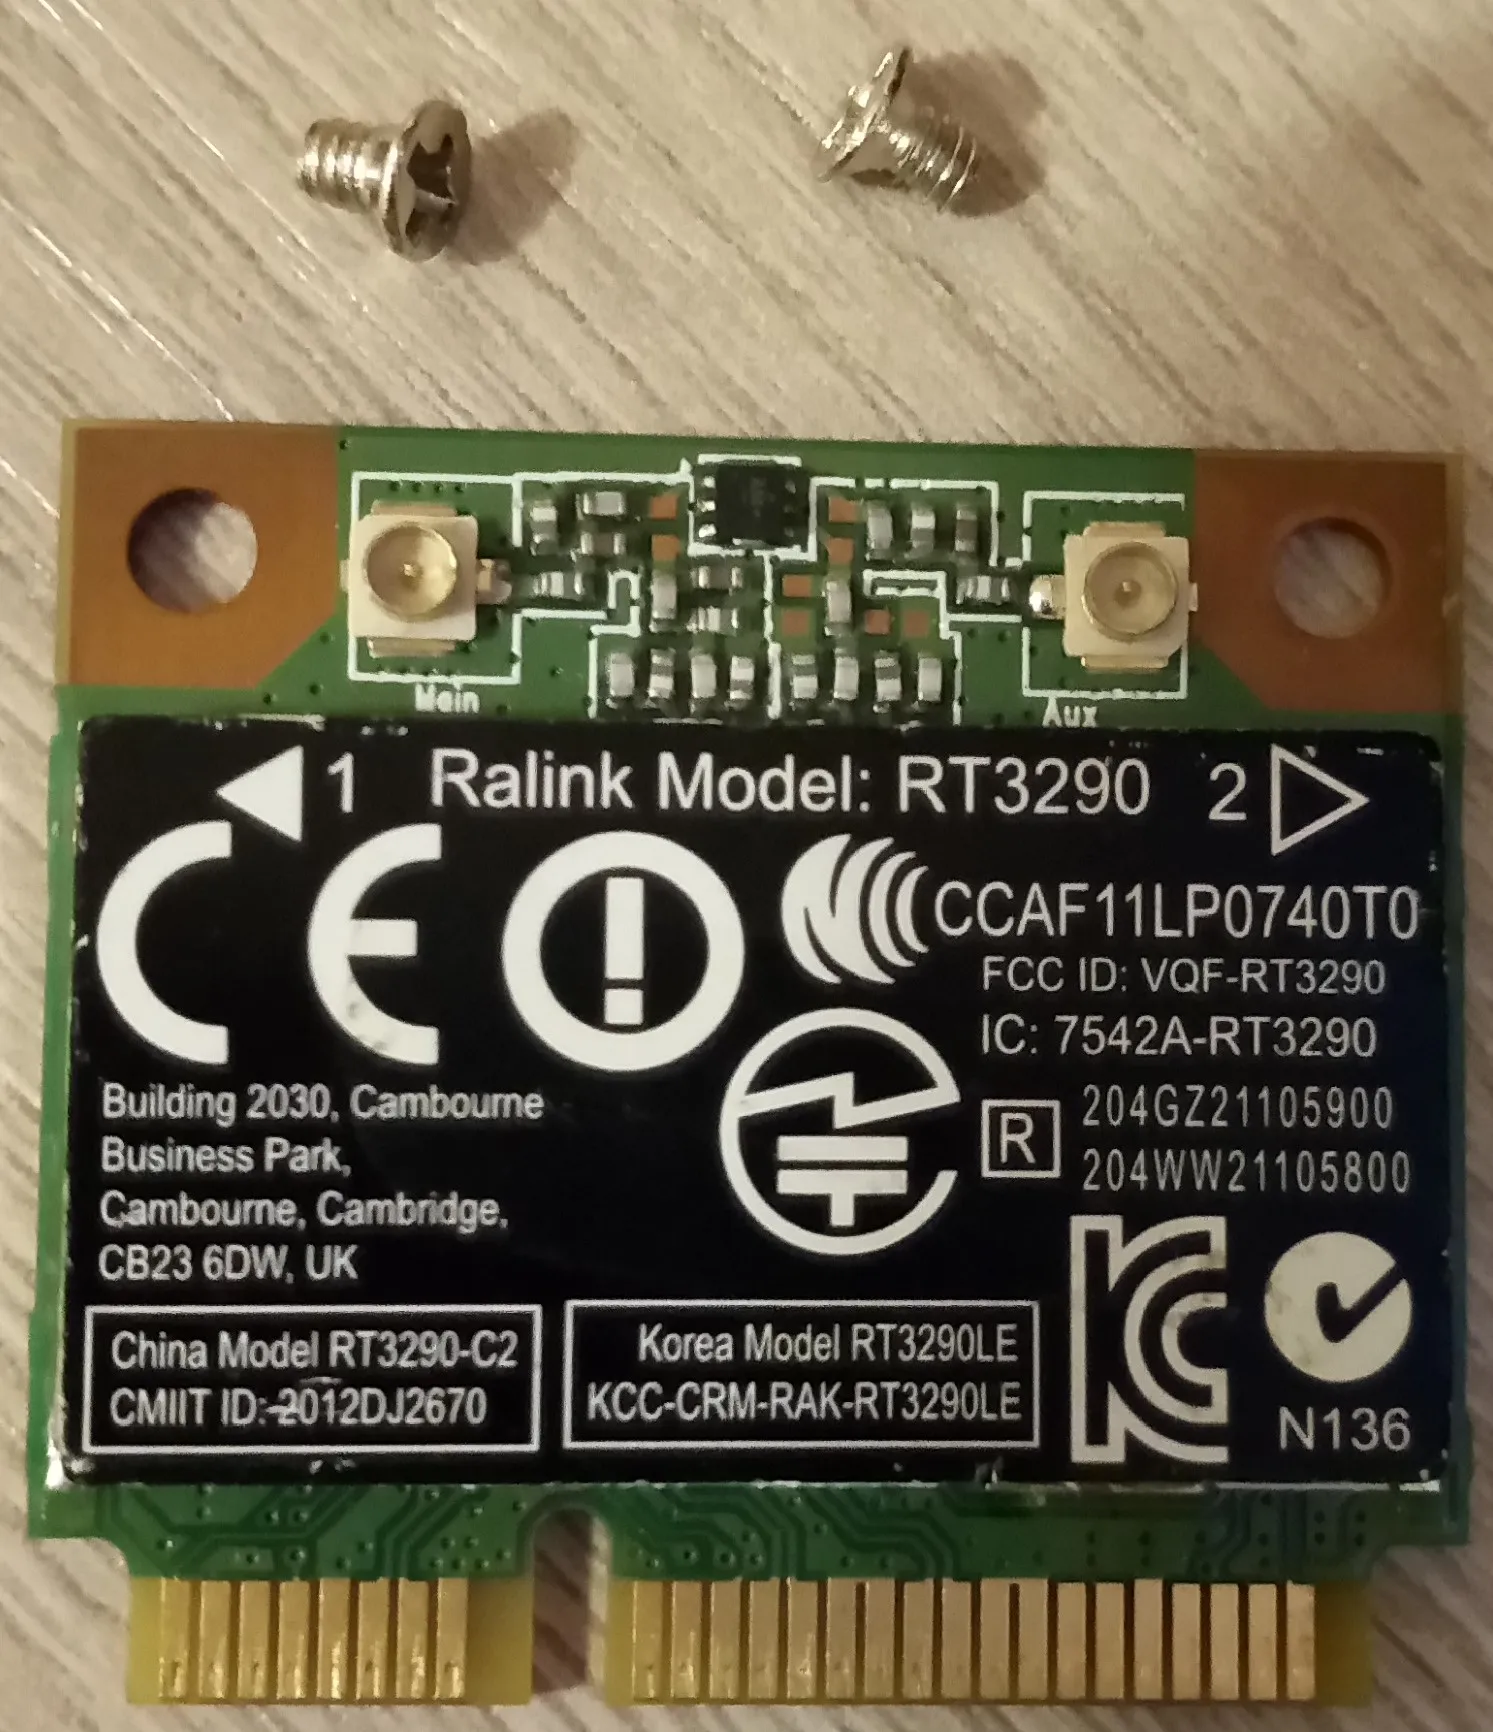 Main
Aux
1 Ralink Model: RT3290 2
CE
CCAF11LP0740T0
FCC ID: VQF-RT3290
IC: 7542A-RT3290
R 204GZ21105900
204WW21105800
Building 2030, Cambourne
Business Park,
Cambourne, Cambridge,
CB23 6DW, UK
China Model RT3290-C2
CMIIT ID: 2012DJ2670
Korea Model RT3290LE
KCC-CRM-RAK-RT3290LE
N136